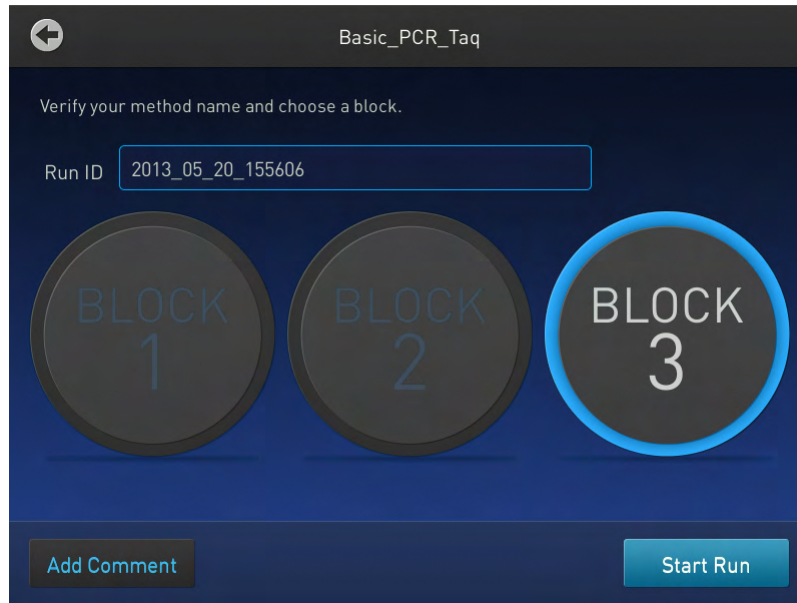 Basic_PCR_Taq
Verify your method name and choose a block.
Run ID 2013_05_20_155606
BLOCK
1
BLOCK
2
BLOCK
3
Add Comment
Start Run